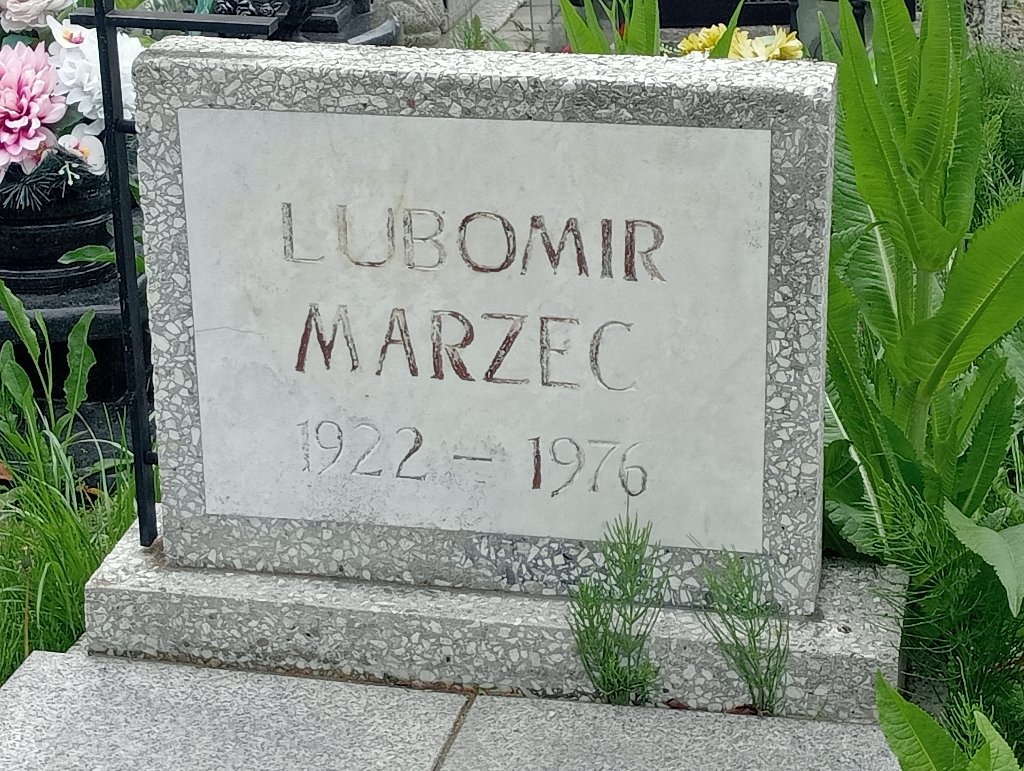 LUBOMIR
MARZEC
1922 – 1976